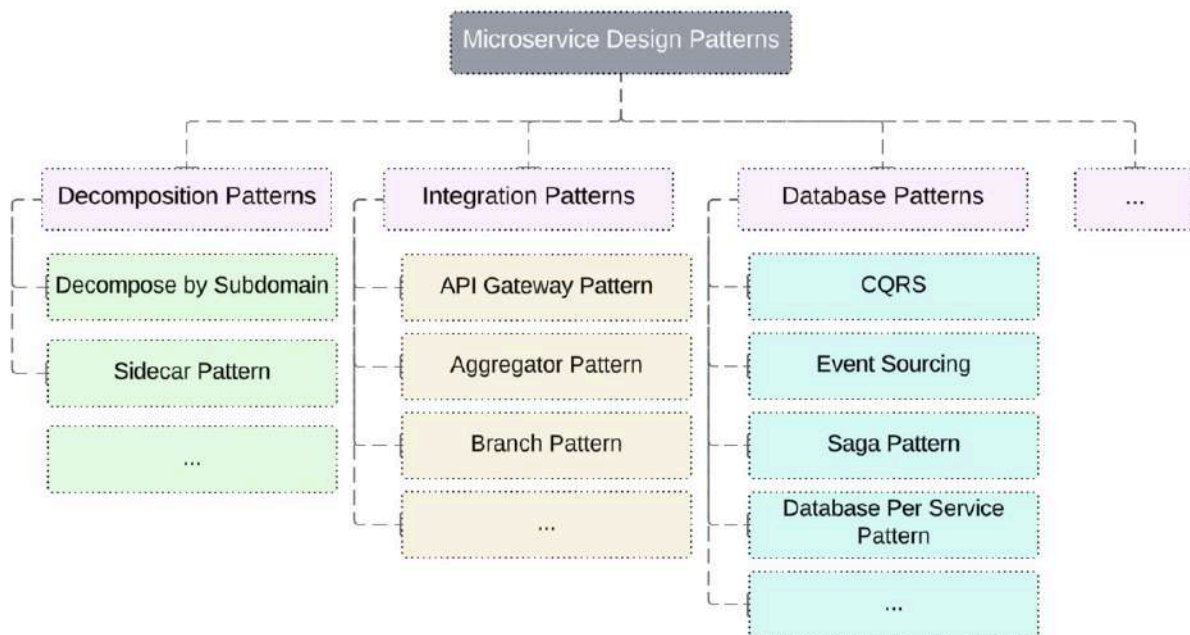 Microservice Design Patterns
Decomposition Patterns
Integration Patterns
Database Patterns
...
Decompose by Subdomain
Sidecar Pattern
...
API Gateway Pattern
Aggregator Pattern
Branch Pattern
...
CQRS
Event Sourcing
Saga Pattern
Database Per Service
Pattern
...